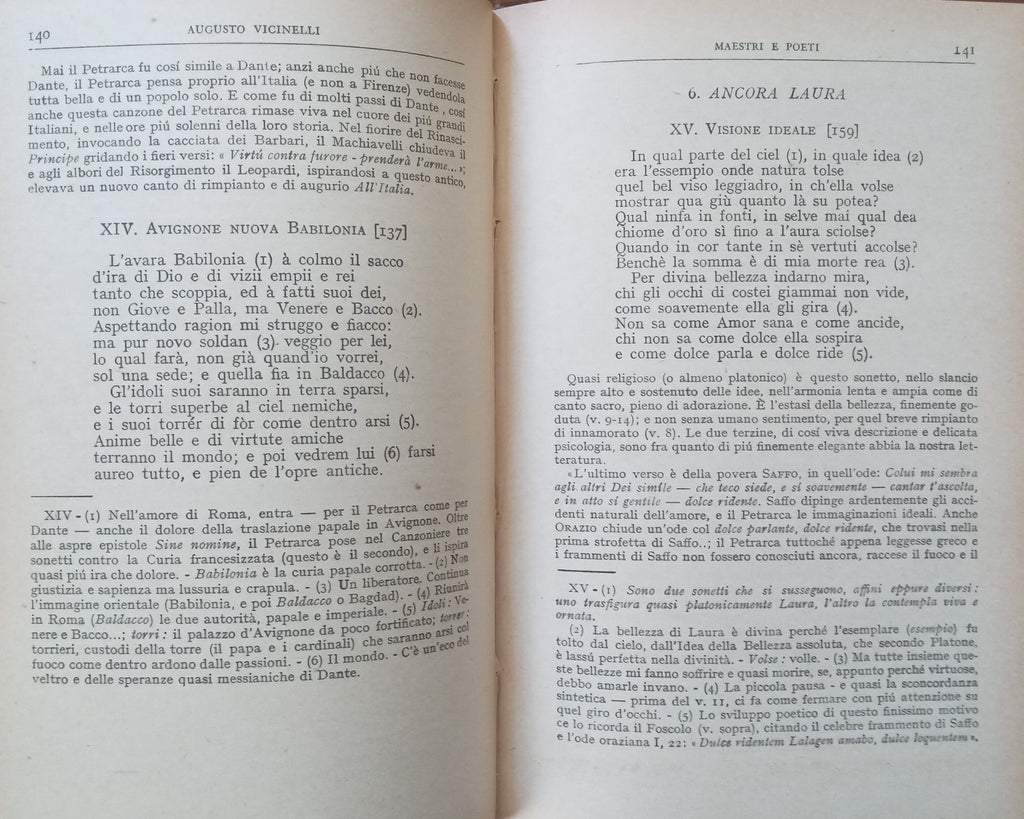 140
AUGUSTO VICINELLI
Mai il Petrarca fu cosí simile a Dante; anzi anche piú che non facesse
Dante, il Petrarca pensa proprio all'Italia (e non a Firenze) vedendola
tutta bella e di un popolo solo. E come fu di molti passi di Dante, cosí
anche questa canzone del Petrarca rimase viva nel cuore dei piú grandi
Italiani, e nelle ore piú solenni della loro storia. Nel fiorire del Rinasci-
mento, invocando la cacciata dei Barbari, il Machiavelli chiudeva il
Principe gridando i fieri versi: « Virtú contra furore - prenderà l'arme... »;
e agli albori del Risorgimento il Leopardi, ispirandosi a questo antico,
elevava un nuovo canto di rimpianto e di augurio All'Italia.
XIV. AVIGNONE NUOVA BABILONIA [137]
L'avara Babilonia (1) à colmo il sacco
d'ira di Dio e di vizii empii e rei
tanto che scoppia, ed à fatti suoi dei,
non Giove e Palla, ma Venere e Bacco (2).
Aspettando ragion mi struggo e fiacco:
ma pur novo soldan (3) veggio per lei,
lo qual farà, non già quand'io vorrei,
sol una sede; e quella fia in Baldacco (4).
Gl'idoli suoi saranno in terra sparsi,
e le torri superbe al ciel nemiche,
e i suoi torrér di fòr come dentro arsi (5).
Anime belle e di virtute amiche
terranno il mondo; e poi vedrem lui (6) farsi
aureo tutto, e pien de l'opre antiche.
XIV - (1) Nell'amore di Roma, entra — per il Petrarca come per
Dante — anche il dolore della traslazione papale in Avignone. Oltre
alle aspre epistole Sine nomine, il Petrarca pose nel Canzoniere tre
sonetti contro la Curia francesizzata (questo è il secondo), e li ispira
quasi piú ira che dolore. - Babilonia è la curia papale corrotta. - (2) Non
giustizia e sapienza ma lussuria e crapula. - (3) Un liberatore. Continua
l'immagine orientale (Babilonia, e poi Baldacco o Bagdad). - (4) Riunirà
in Roma (Baldacco) le due autorità, papale e imperiale. - (5) Idoli: Ve-
nere e Bacco...; torri: il palazzo d'Avignone da poco fortificato; torrer:
torrieri, custodi della torre (il papa e i cardinali) che saranno arsi col
fuoco come dentro ardono dalle passioni. - (6) Il mondo. - C'è un'eco del
veltro e delle speranze quasi messianiche di Dante.
MAESTRI E POETI
141
6. ANCORA LAURA
XV. VISIONE IDEALE [159]
In qual parte del ciel (1), in quale idea (2)
era l'essempio onde natura tolse
quel bel viso leggiadro, in ch'ella volse
mostrar qua giú quanto là su potea?
Qual ninfa in fonti, in selve mai qual dea
chiome d'oro sì fino a l'aura sciolse?
Quando in cor tante in sè vertuti accolse?
Benchè la somma è di mia morte rea (3).
Per divina bellezza indarno mira,
chi gli occhi di costei giammai non vide,
come soavemente ella gli gira (4).
Non sa come Amor sana e come ancide,
chi non sa come dolce ella sospira
e come dolce parla e dolce ride (5).
Quasi religioso (o almeno platonico) è questo sonetto, nello slancio
sempre alto e sostenuto delle idee, nell'armonia lenta e ampia come di
canto sacro, pieno di adorazione. È l'estasi della bellezza, finemente go-
duta (v. 9-14); e non senza umano sentimento, per quel breve rimpianto
di innamorato (v. 8). Le due terzine, di cosí viva descrizione e delicata
psicologia, sono fra quanto di piú finemente elegante abbia la nostra let-
teratura.
«L'ultimo verso è della povera SAFFO, in quell'ode: Colui mi sembra
agli altri Dei simile — che teco siede, e sí soavemente — cantar t'ascolta,
e in atto sí gentile — dolce ridente. Saffo dipinge ardentemente gli acci-
denti naturali dell'amore, e il Petrarca le immaginazioni ideali. Anche
ORAZIO chiude un'ode col dolce parlante, dolce ridente, che trovasi nella
prima strofetta di Saffo..; il Petrarca tuttoché appena leggesse greco e
i frammenti di Saffo non fossero conosciuti ancora, raccese il fuoco e il
XV - (1) Sono due sonetti che si susseguono, affini eppure diversi:
uno trasfigura quasi platonicamente Laura, l'altro la contempla viva e
ornata.
(2) La bellezza di Laura è divina perché l'esemplare (esempio) fu
tolto dal cielo, dall'Idea della Bellezza assoluta, che secondo Platone,
è lassú perfetta nella divinità. - Volse: volle. - (3) Ma tutte insieme que-
ste bellezze mi fanno soffrire e quasi morire, se, appunto perché virtuose,
debbo amarle invano. - (4) La piccola pausa - e quasi la sconcordanza
sintetica — prima del v. 11, ci fa come fermare con piú attenzione su
quel giro d'occhi. - (5) Lo sviluppo poetico di questo finissimo motivo
ce lo ricorda il Foscolo (v. sopra), citando il celebre frammento di Saffo
e l'ode oraziana I, 22: « Dulce ridentem Lalagen amabo, dulce loquentem ».